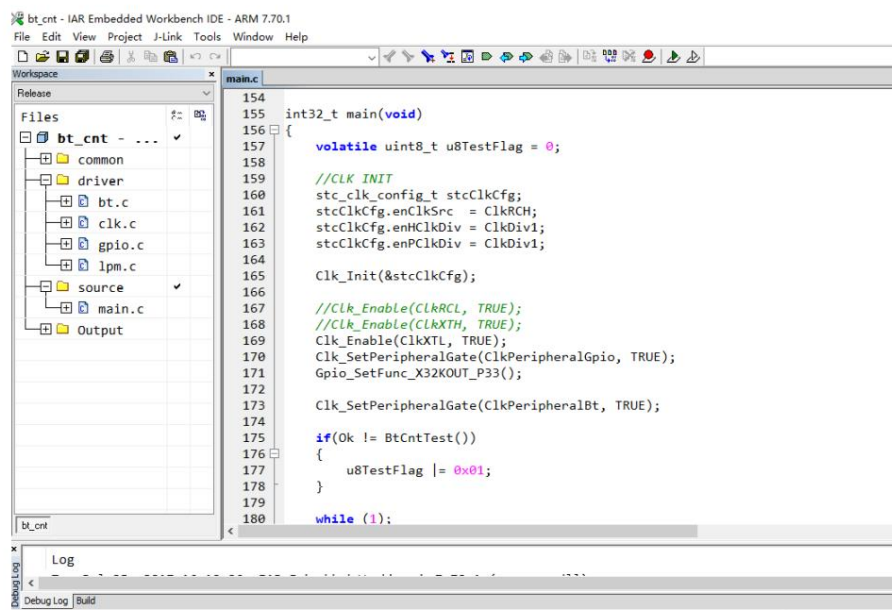 bt_cnt - IAR Embedded Workbench IDE - ARM 7.70.1
File Edit View Project J-Link Tools Window Help
Workspace
main.c
Release
Files
bt_cnt - ...
common
driver
bt.c
clk.c
gpio.c
lpm.c
source
main.c
Output
bt_cnt
154
155 int32_t main(void)
156 {
157 volatile uint8_t u8TestFlag = 0;
158
159 //CLK INIT
160 stc_clk_config_t stcClkCfg;
161 stcClkCfg.enClkSrc = ClkRCH;
162 stcClkCfg.enHClkDiv = ClkDiv1;
163 stcClkCfg.enPClkDiv = ClkDiv1;
164
165 Clk_Init(&stcClkCfg);
166
167 //Clk_Enable(ClkRCL, TRUE);
168 //Clk_Enable(ClkXTH, TRUE);
169 Clk_Enable(ClkXTL, TRUE);
170 Clk_SetPeripheralGate(ClkPeripheralGpio, TRUE);
171 Gpio_SetFunc_X32KOUT_P33();
172
173 Clk_SetPeripheralGate(ClkPeripheralBt, TRUE);
174
175 if(Ok != BtCntTest())
176 {
177 u8TestFlag |= 0x01;
178 }
179
180 while (1);
Log
Debug Log
Debug Log Build